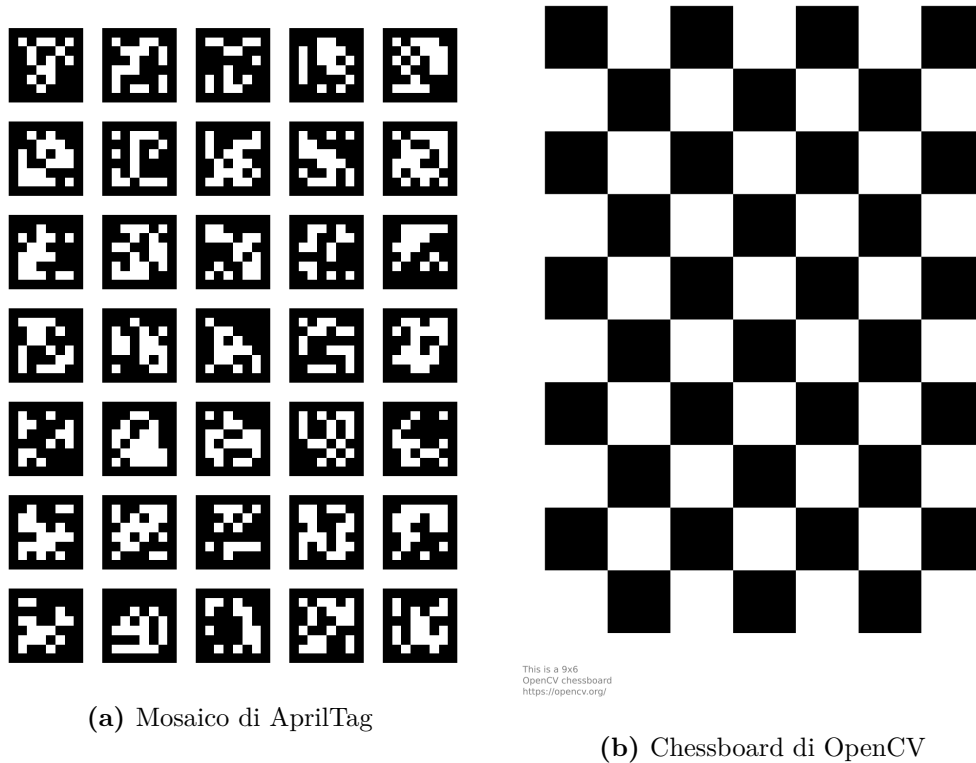 This is a 9x6
OpenCV chessboard
https://opencv.org/
(a) Mosaico di AprilTag
(b) Chessboard di OpenCV